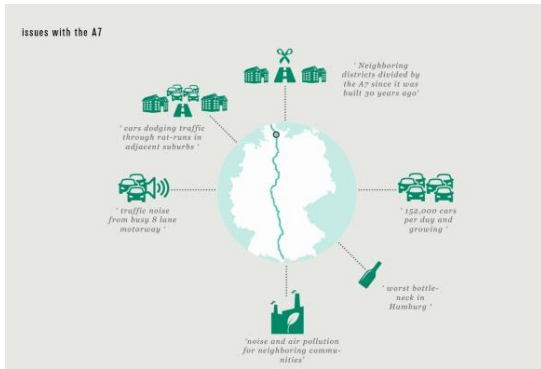 issues with the A7
' Neighboring
districts divided by
the A7 since it was
built 30 years ago'
' cars dodging traffic
through rat-runs in
adjacent suburbs '
' traffic noise
from busy 8 lane
motorway '
' 152,000 cars
per day and
growing '
' worst bottle-
neck in
Hamburg '
'noise and air pollution
for neighboring commu-
nities'